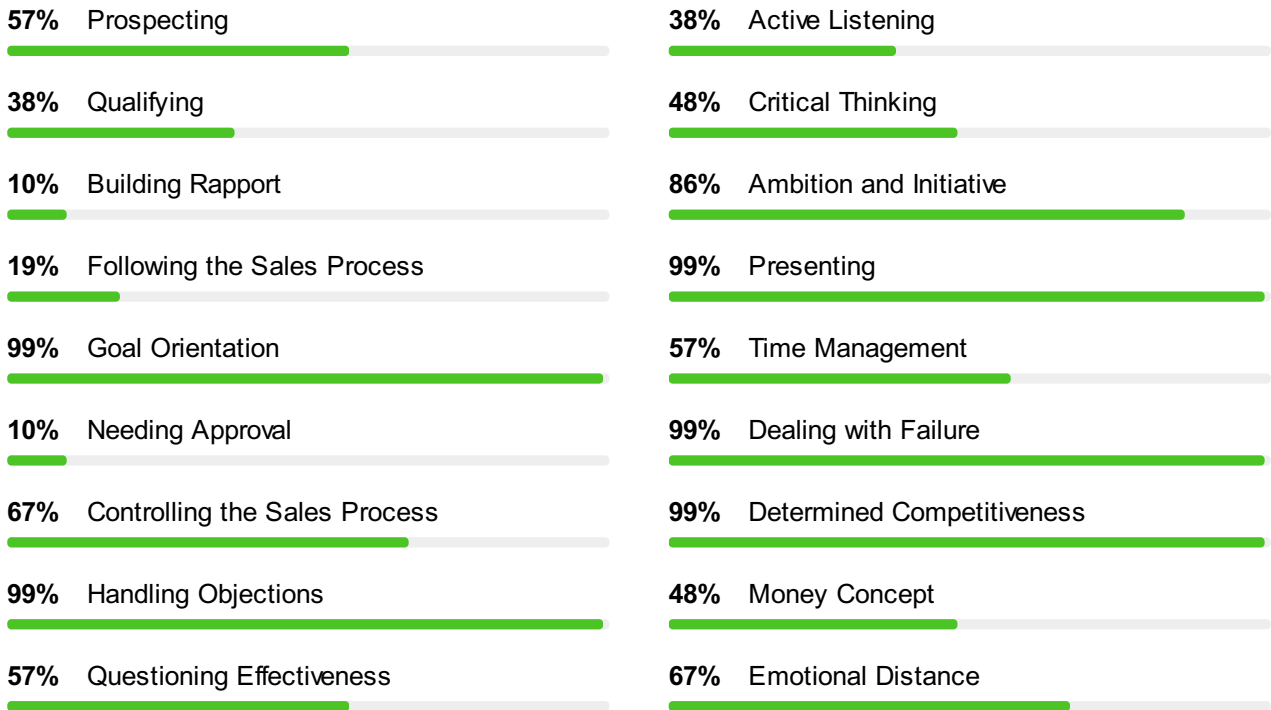 57% Prospecting
38% Qualifying
10% Building Rapport
19% Following the Sales Process
99% Goal Orientation
10% Needing Approval
67% Controlling the Sales Process
99% Handling Objections
57% Questioning Effectiveness
38% Active Listening
48% Critical Thinking
86% Ambition and Initiative
99% Presenting
57% Time Management
99% Dealing with Failure
99% Determined Competitiveness
48% Money Concept
67% Emotional Distance